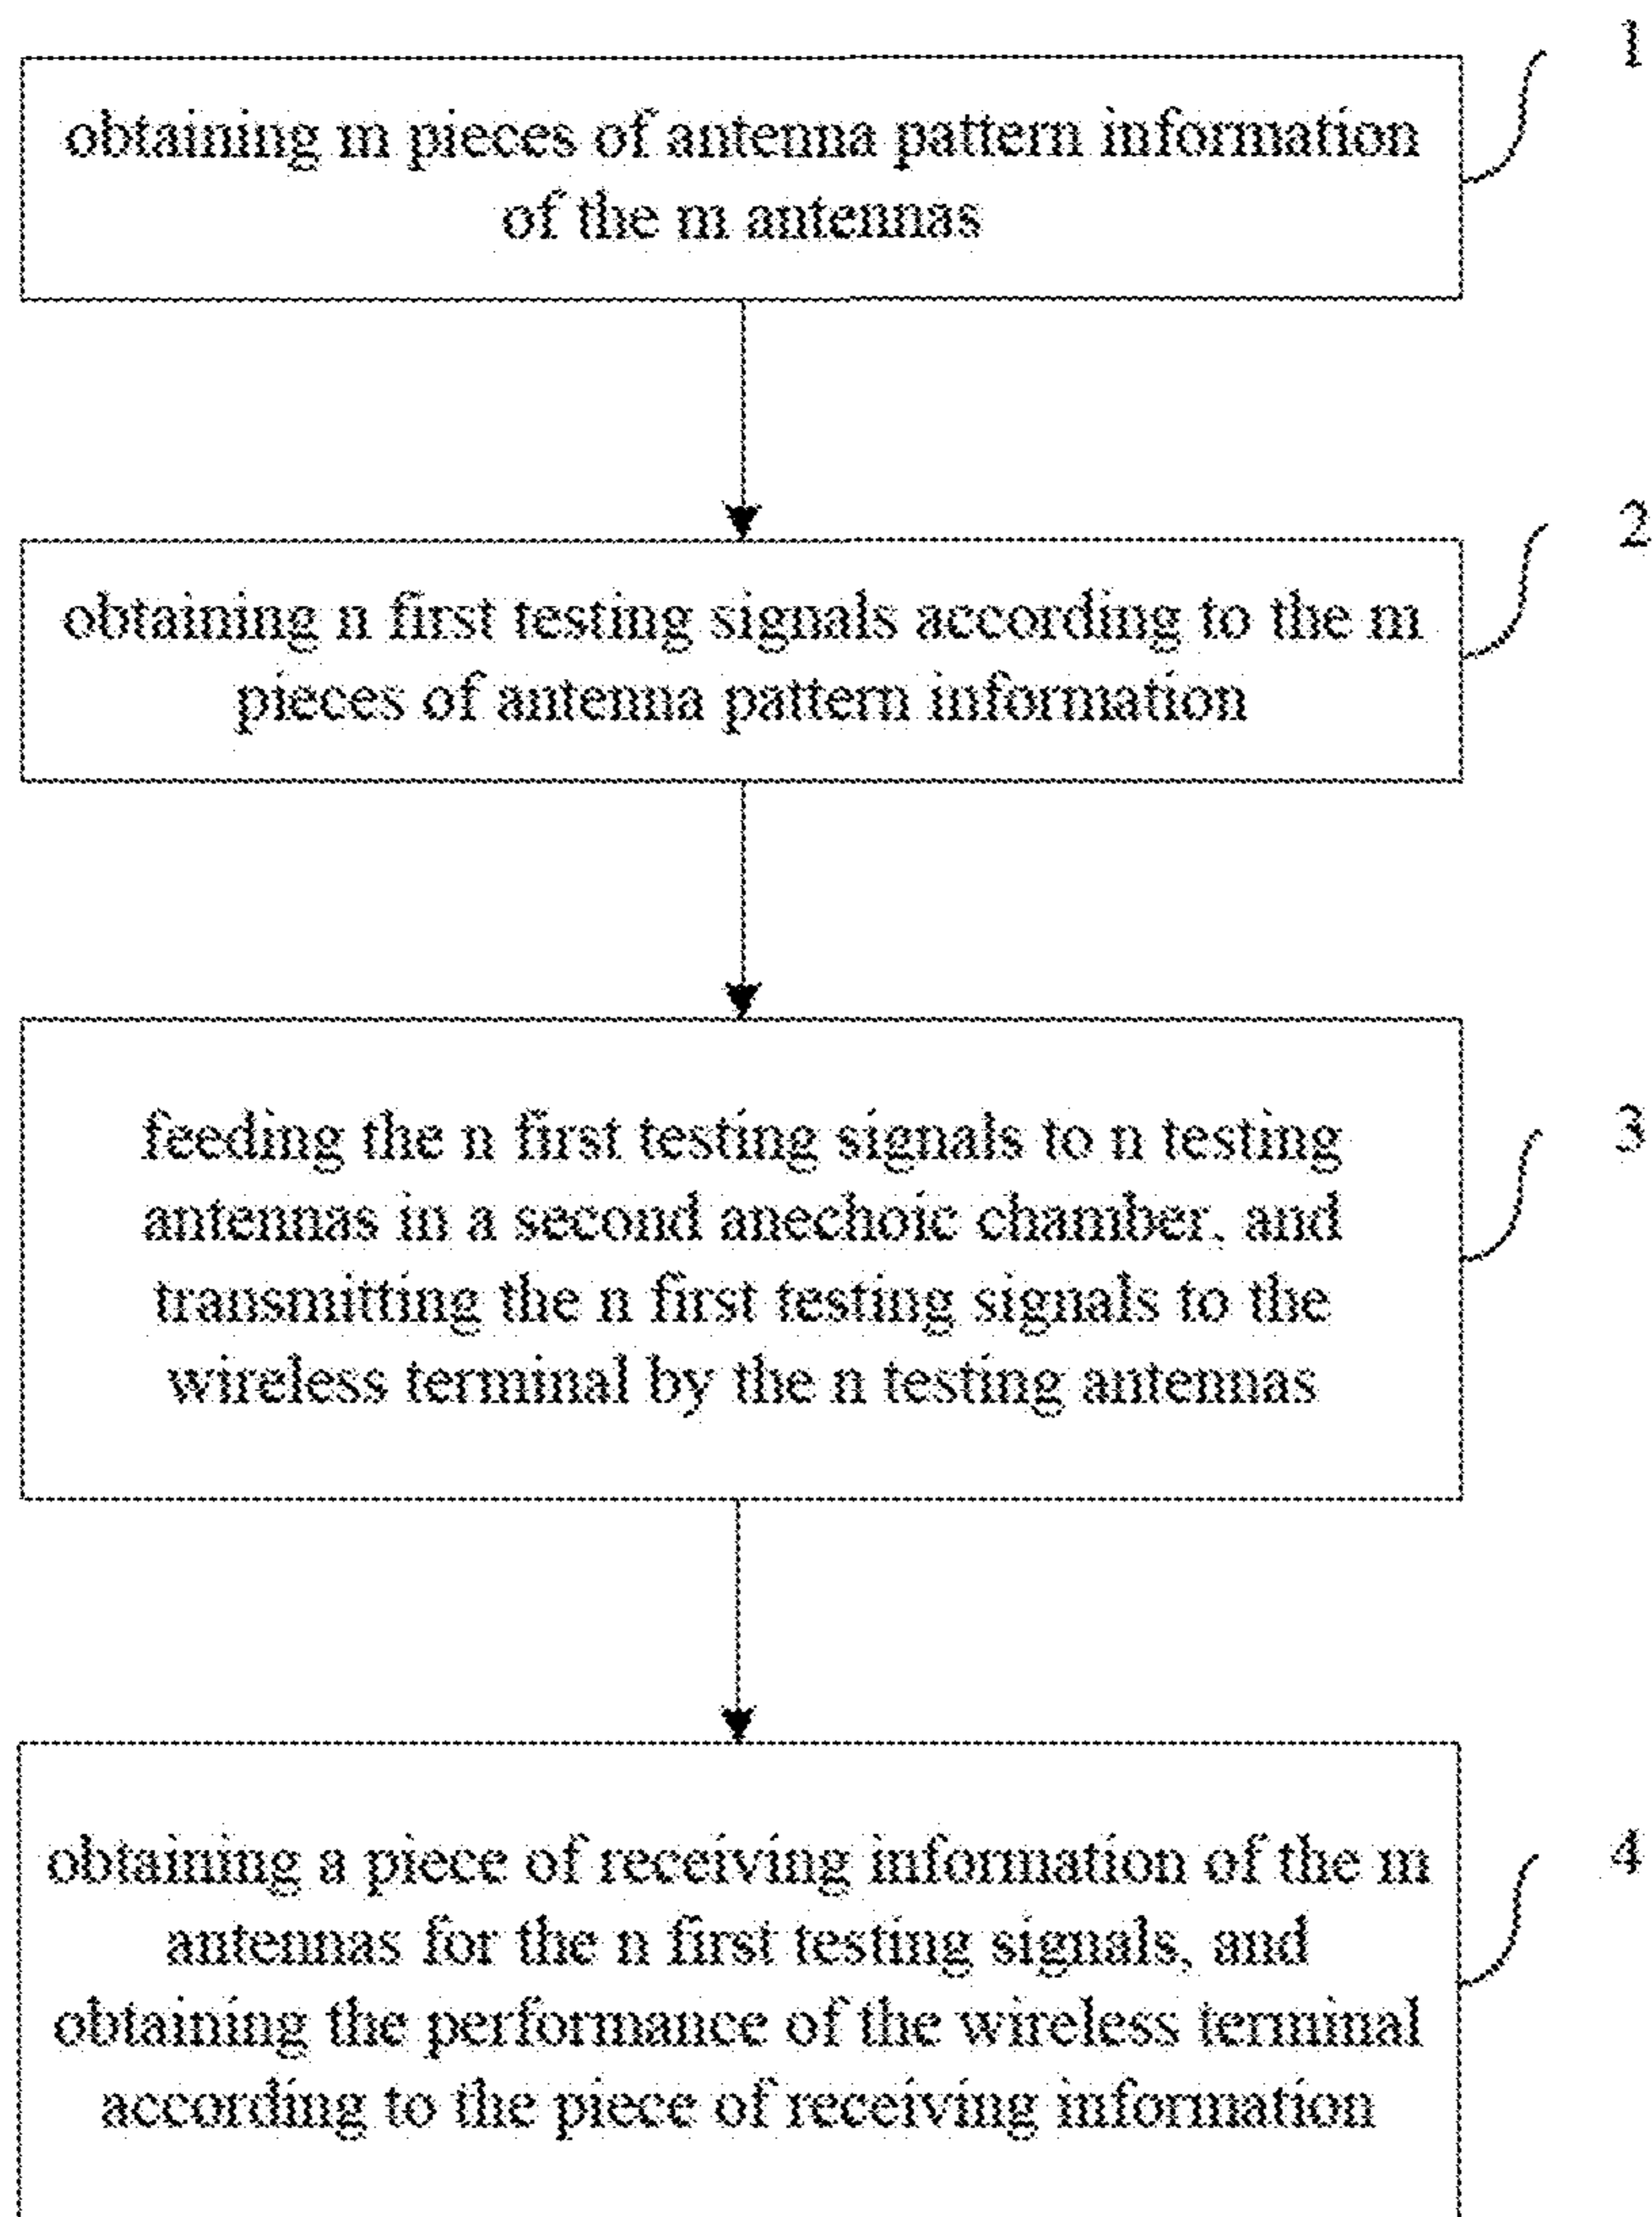 1
obtaining m pieces of antenna pattern information
of the m antennas
2
obtaining n first testing signals according to the m
pieces of antenna pattern information
3
feeding the n first testing signals to n testing
antennas in a second anechoic chamber, and
transmitting the n first testing signals to the
wireless terminal by the n testing antennas
4
obtaining a piece of receiving information of the m
antennas for the n first testing signals, and
obtaining the performance of the wireless terminal
according to the piece of receiving information